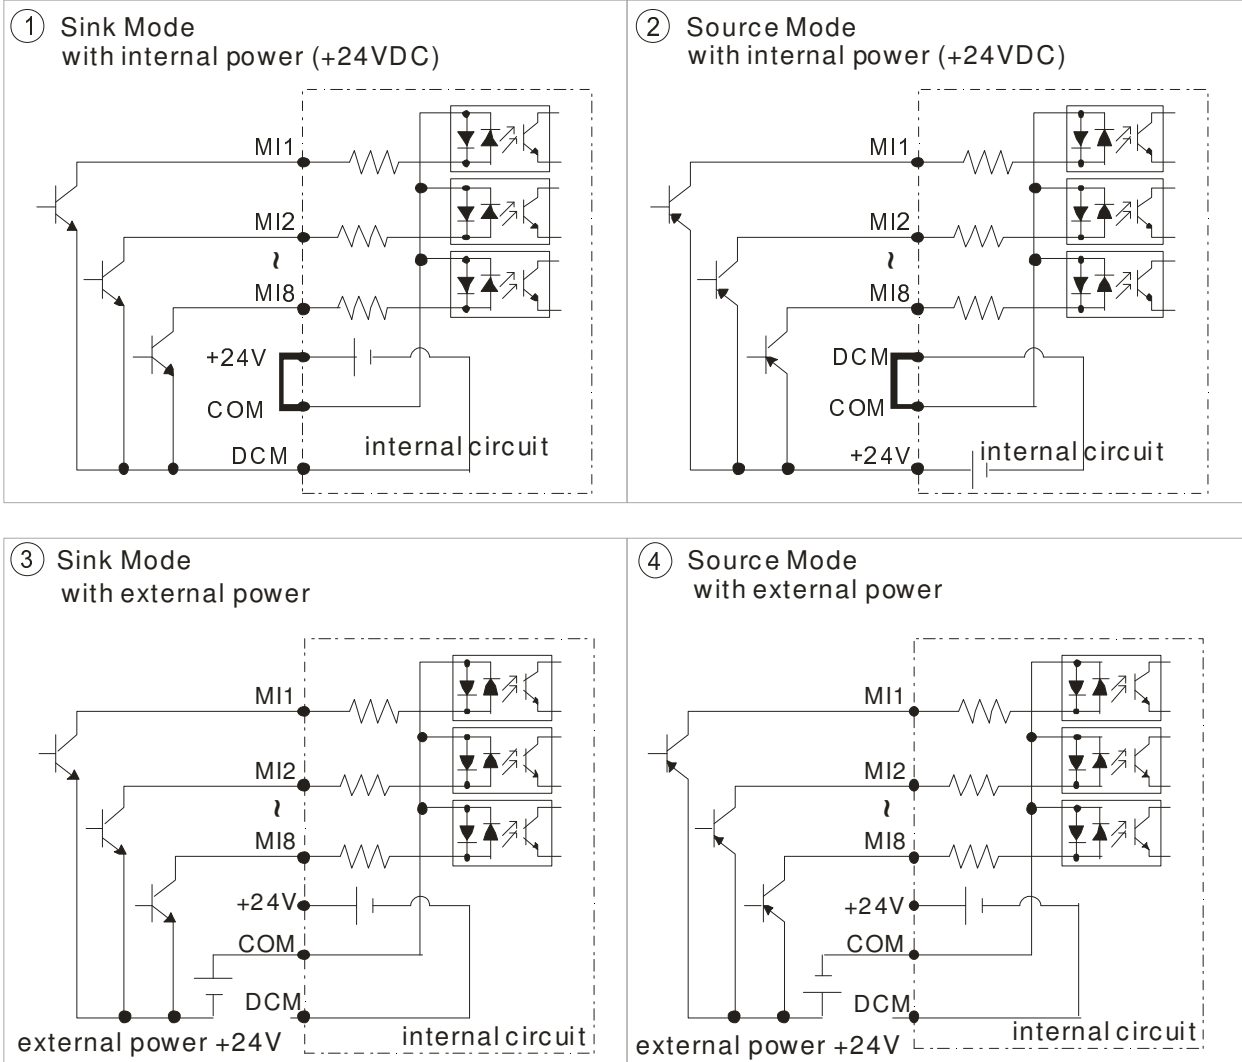 1 Sink Mode
with internal power (+24VDC)
MI1
MI2
~
MI8
+24V
COM
DCM
internal circuit
2 Source Mode
with internal power (+24VDC)
MI1
MI2
~
MI8
DCM
COM
+24V
internal circuit
3 Sink Mode
with external power
MI1
MI2
~
MI8
+24V
COM
DCM
external power +24V
internal circuit
4 Source Mode
with external power
MI1
MI2
~
MI8
+24V
COM
DCM
external power +24V
internal circuit